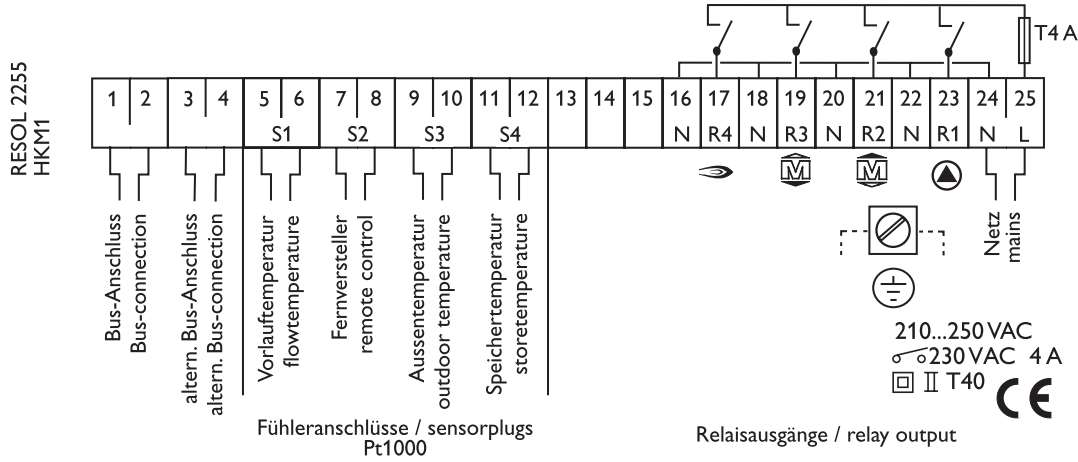 T4 A
RESOL 2255
HKM1
1 2 3 4 5 6 7 8 9 10 11 12 13 14 15 16 17 18 19 20 21 22 23 24 25
S1 S2 S3 S4 N R4 N R3 N R2 N R1 N L
M M
Bus-Anschluss
Bus-connection
altern. Bus-Anschluss
altern. Bus-connection
Vorlauftemperatur
flowtemperature
Fernversteller
remote control
Aussentemperatur
outdoor temperature
Speichertemperatur
storetemperature
Netz
mains
210...250 VAC
230 VAC 4 A
II T40
CE
Fühleranschlüsse / sensorplugs
Pt1000
Relaisausgänge / relay output